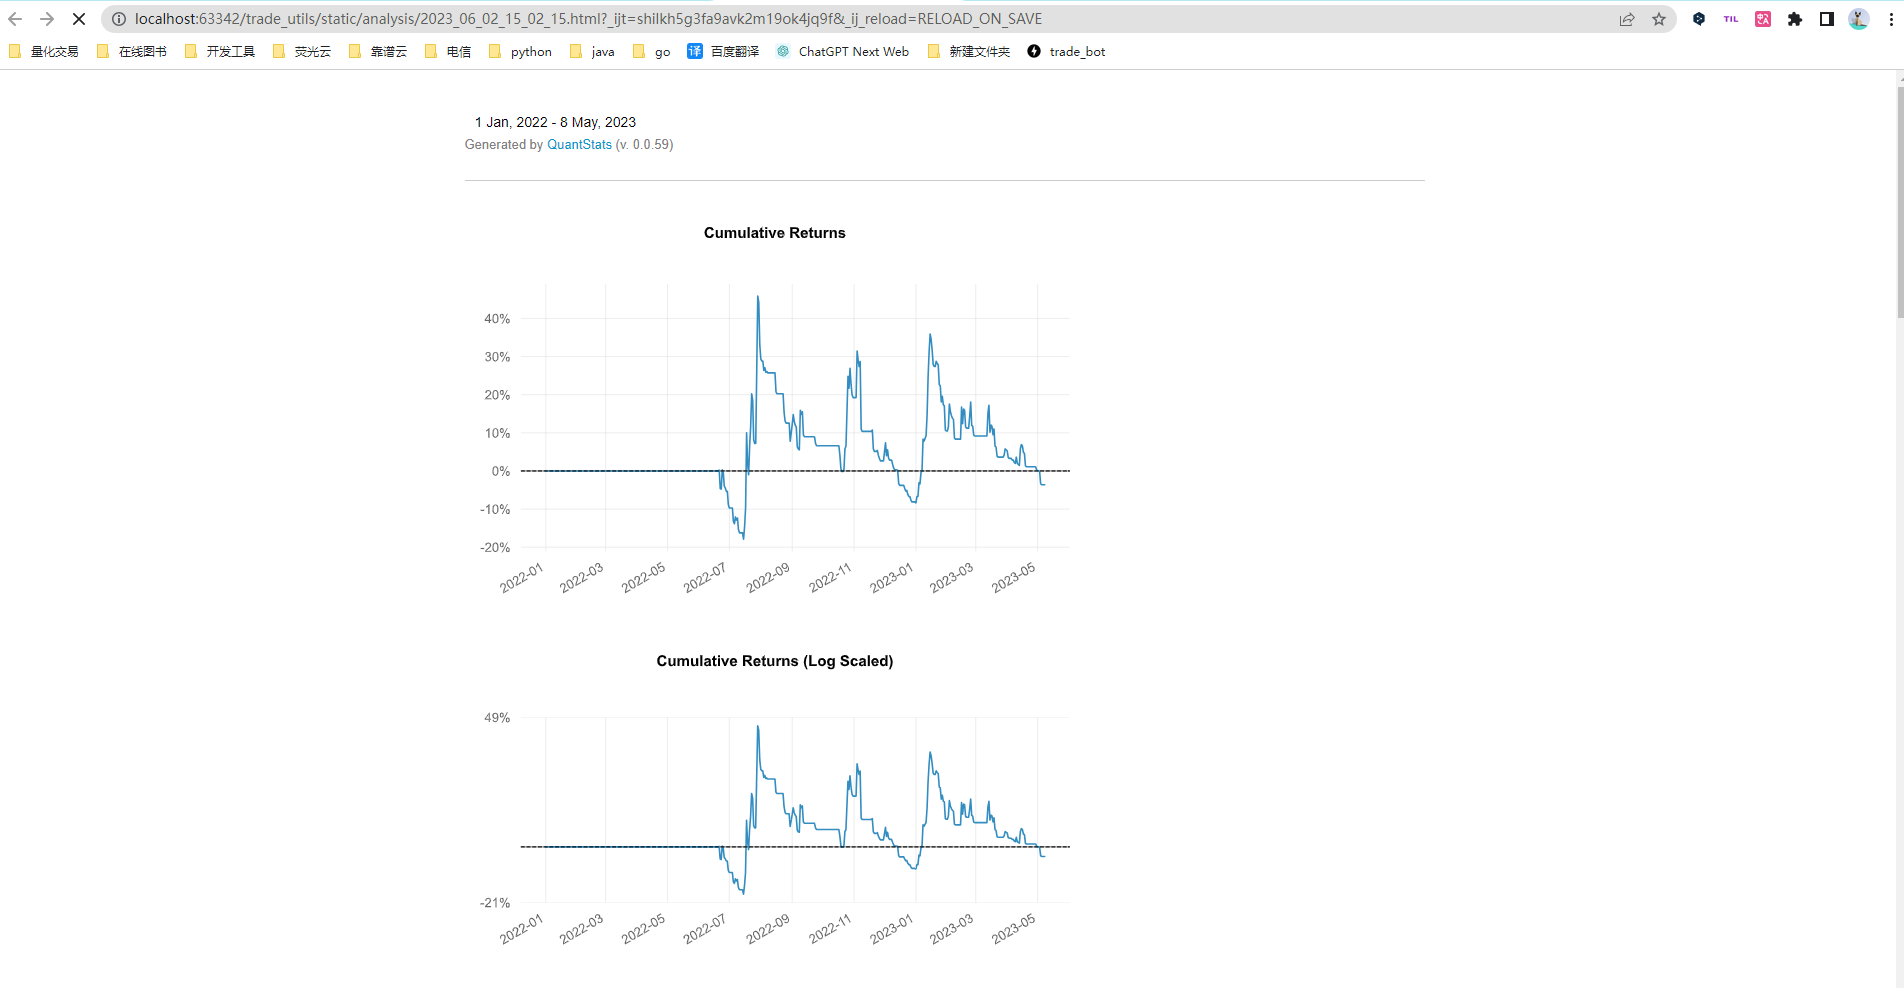 localhost:63342/trade_utils/static/analysis/2023_06_02_15_02_15.html?_ijt=shilkh5g3fa9avk2m19ok4jq9f&_ij_reload=RELOAD_ON_SAVE
TIL
量化交易 在线图书 开发工具 荧光云 靠谱云 电信 python java go 译 百度翻译 ChatGPT Next Web 新建文件夹 trade_bot
1 Jan, 2022 - 8 May, 2023
Generated by QuantStats (v. 0.0.59)
Cumulative Returns
40%
30%
20%
10%
0%
-10%
-20%
2022-01 2022-03 2022-05 2022-07 2022-09 2022-11 2023-01 2023-03 2023-05
Cumulative Returns (Log Scaled)
49%
-21%
2022-01 2022-03 2022-05 2022-07 2022-09 2022-11 2023-01 2023-03 2023-05